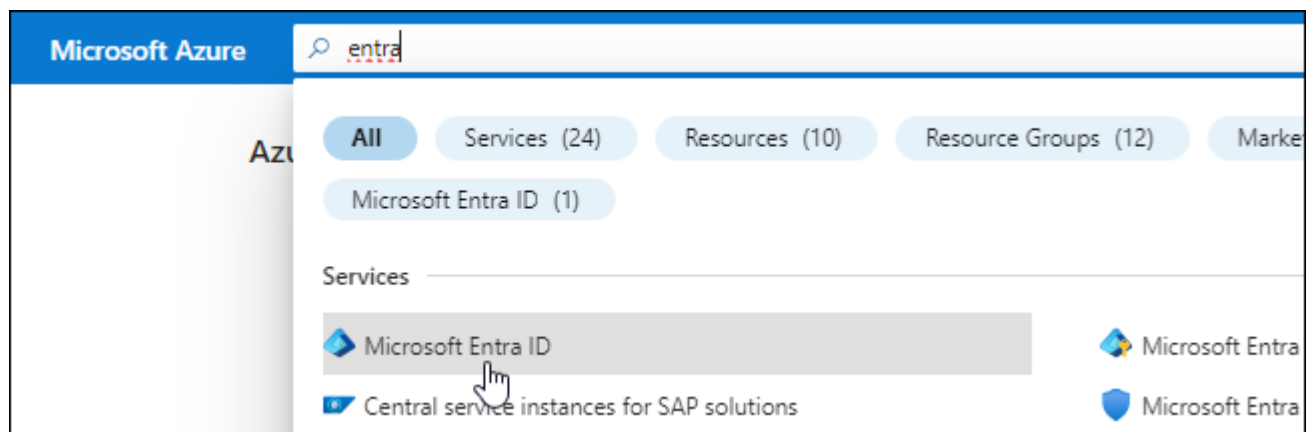 Microsoft Azure entra
Azu
All Services (24) Resources (10) Resource Groups (12) Marke
Microsoft Entra ID (1)
Services
Microsoft Entra ID Microsoft Entra
Central service instances for SAP solutions Microsoft Entra